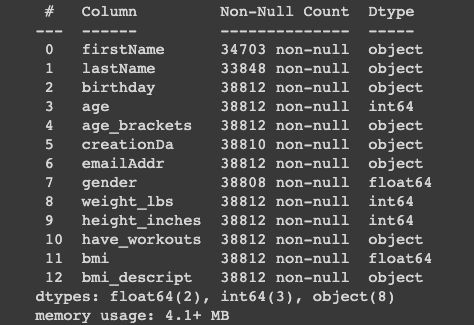 #   Column         Non-Null Count  Dtype
---  ------         --------------  -----
0   firstName      34703 non-null  object
1   lastName       33848 non-null  object
2   birthday       38812 non-null  object
3   age            38812 non-null  int64
4   age_brackets   38812 non-null  object
5   creationDa     38810 non-null  object
6   emailAddr      38812 non-null  object
7   gender         38808 non-null  float64
8   weight_lbs     38812 non-null  int64
9   height_inches  38812 non-null  int64
10  have_workouts  38812 non-null  object
11  bmi            38812 non-null  float64
12  bmi_descript   38812 non-null  object
dtypes: float64(2), int64(3), object(8)
memory usage: 4.1+ MB